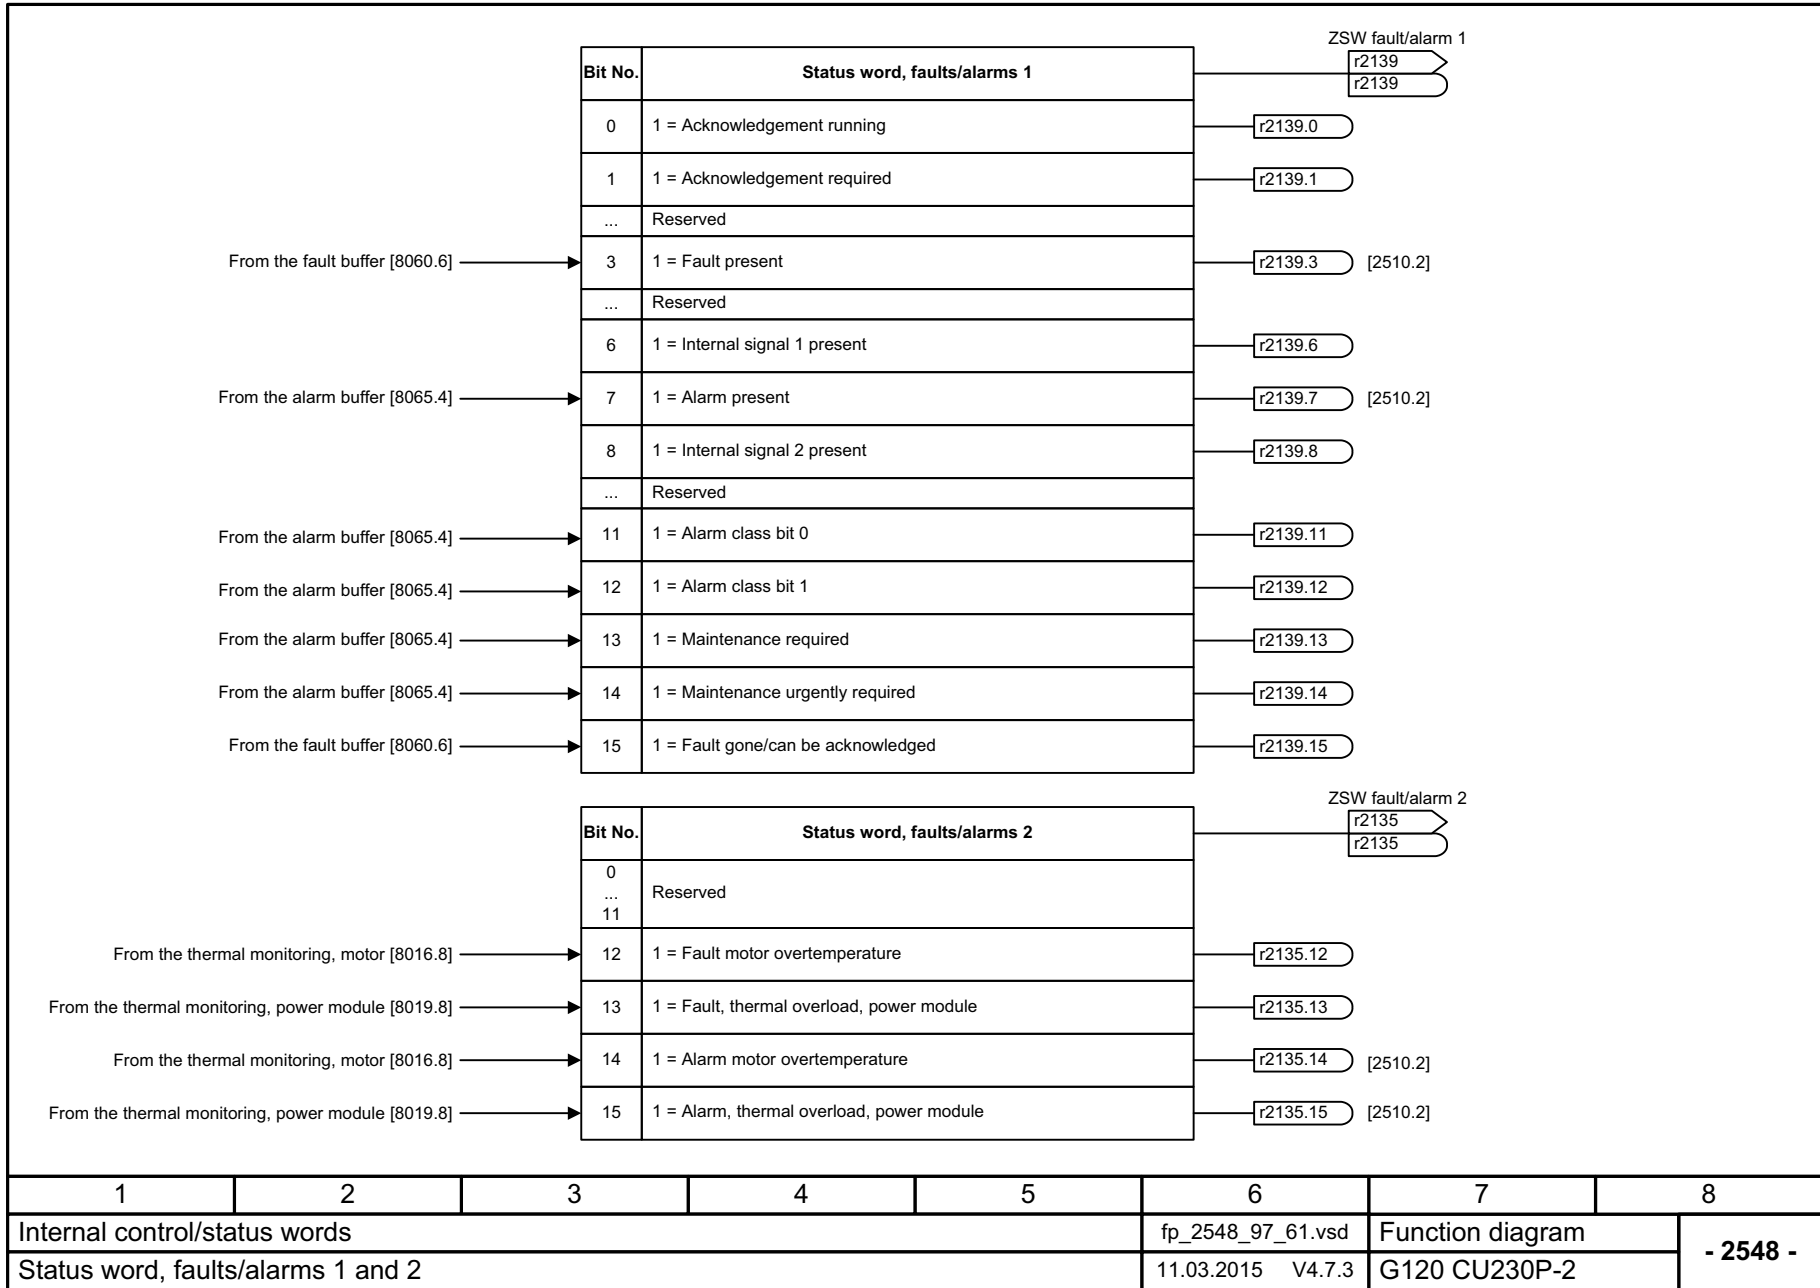 ZSW fault/alarm 1
Bit No. Status word, faults/alarms 1 r2139
r2139
0 1 = Acknowledgement running r2139.0
1 1 = Acknowledgement required r2139.1
... Reserved
From the fault buffer [8060.6] 3 1 = Fault present r2139.3 [2510.2]
... Reserved
6 1 = Internal signal 1 present r2139.6
From the alarm buffer [8065.4] 7 1 = Alarm present r2139.7 [2510.2]
8 1 = Internal signal 2 present r2139.8
... Reserved
From the alarm buffer [8065.4] 11 1 = Alarm class bit 0 r2139.11
From the alarm buffer [8065.4] 12 1 = Alarm class bit 1 r2139.12
From the alarm buffer [8065.4] 13 1 = Maintenance required r2139.13
From the alarm buffer [8065.4] 14 1 = Maintenance urgently required r2139.14
From the fault buffer [8060.6] 15 1 = Fault gone/can be acknowledged r2139.15
ZSW fault/alarm 2
Bit No. Status word, faults/alarms 2 r2135
r2135
0
... Reserved
11
From the thermal monitoring, motor [8016.8] 12 1 = Fault motor overtemperature r2135.12
From the thermal monitoring, power module [8019.8] 13 1 = Fault, thermal overload, power module r2135.13
From the thermal monitoring, motor [8016.8] 14 1 = Alarm motor overtemperature r2135.14 [2510.2]
From the thermal monitoring, power module [8019.8] 15 1 = Alarm, thermal overload, power module r2135.15 [2510.2]
1 2 3 4 5 6 7 8
Internal control/status words fp_2548_97_61.vsd Function diagram - 2548 -
Status word, faults/alarms 1 and 2 11.03.2015 V4.7.3 G120 CU230P-2